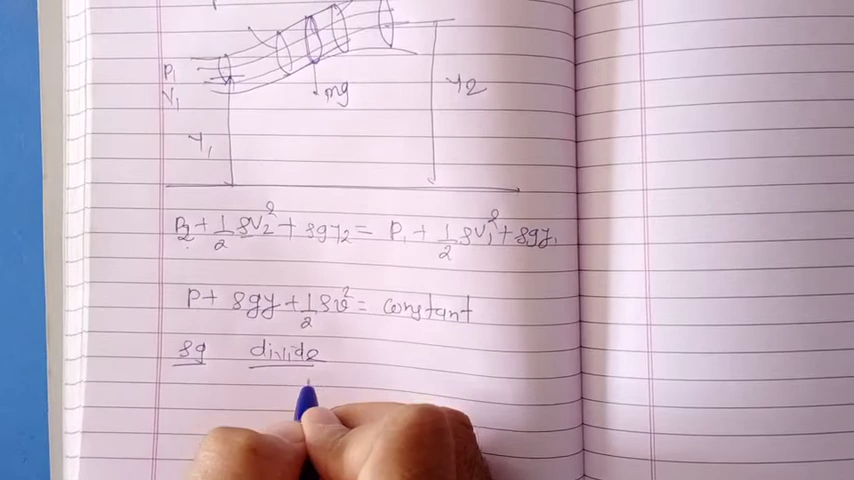 P₁
V₁
mg
Y₂
Y₁
P₂ + 1/2 ρv₂² + ρgy₂ = P₁ + 1/2 ρv₁² + ρgy₁
P + ρgy + 1/2 ρv² = constant
ρg divide